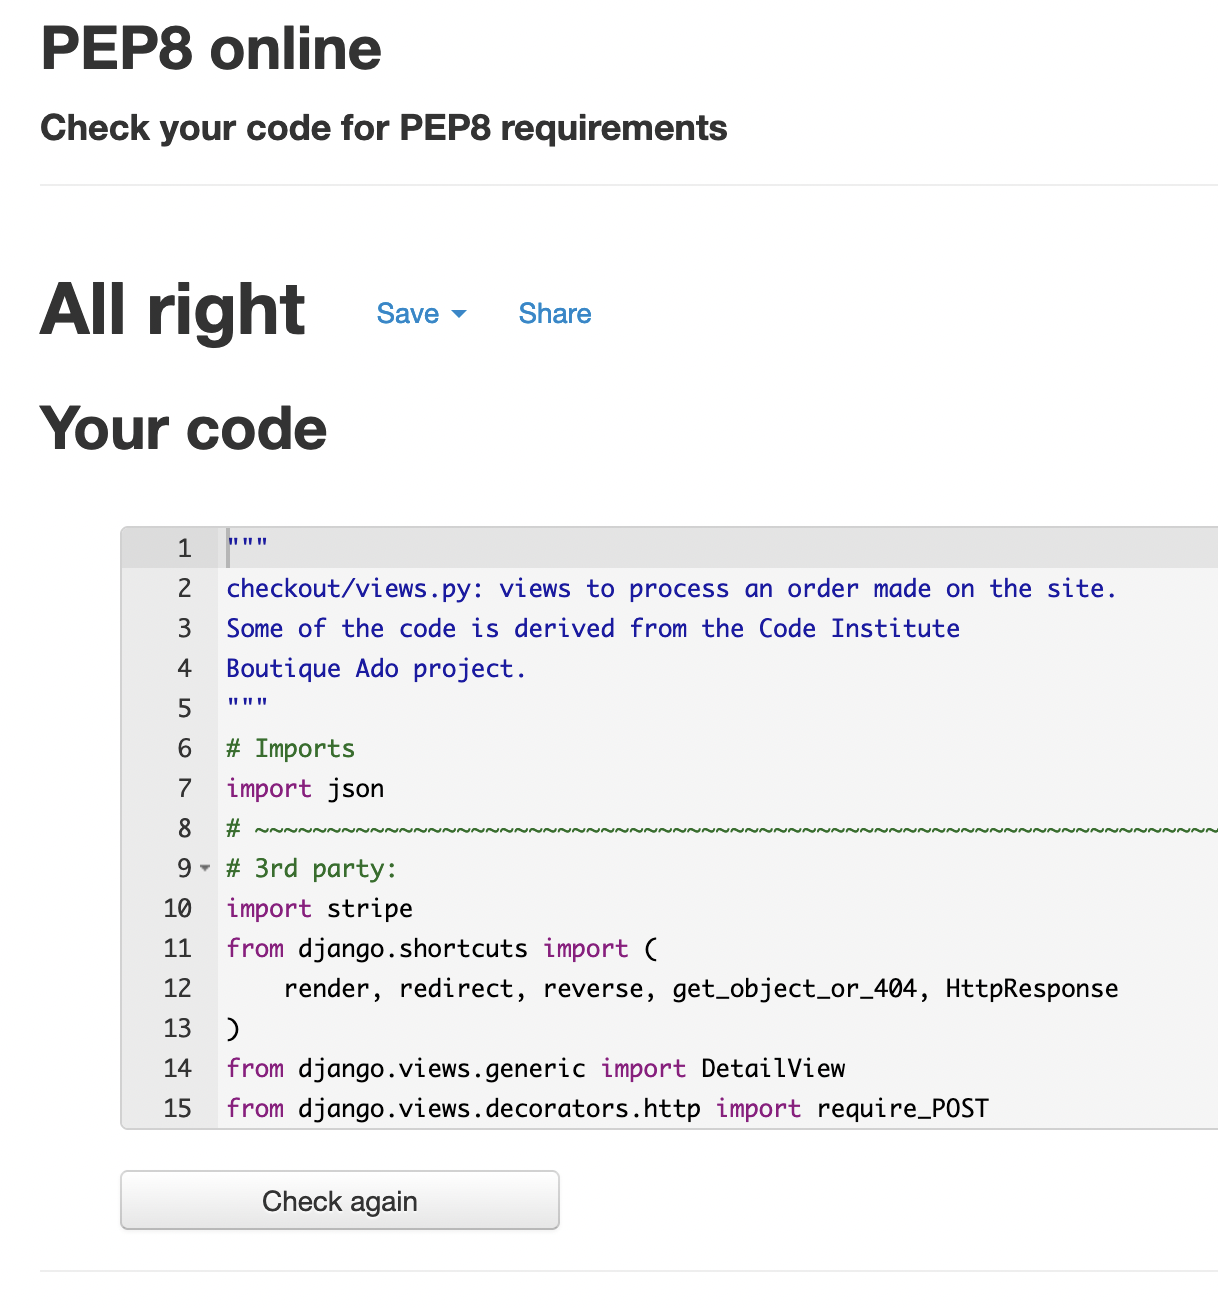 PEP8 online
Check your code for PEP8 requirements
All right Save Share
Your code
1 """
2 checkout/views.py: views to process an order made on the site.
3 Some of the code is derived from the Code Institute
4 Boutique Ado project.
5 """
6 # Imports
7 import json
8 # ~~~~~~~~~~~~~~~~~~~~~~~~~~~~~~~~~~~~~~~~~~~~~~~~~~~~~~~~~~~~~~~~~~~
9 # 3rd party:
10 import stripe
11 from django.shortcuts import (
12     render, redirect, reverse, get_object_or_404, HttpResponse
13 )
14 from django.views.generic import DetailView
15 from django.views.decorators.http import require_POST
Check again